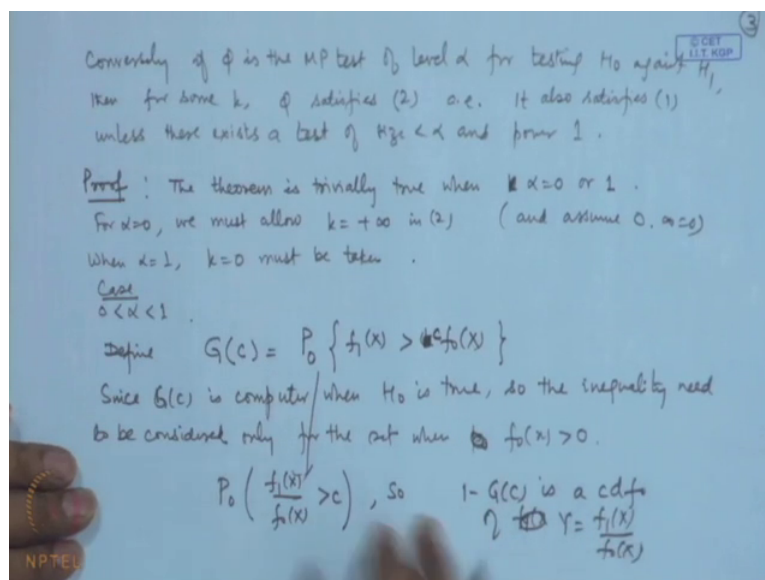 3
© CET
I.I.T. KGP
Conversely if φ is the MP test of level α for testing H0 against H1,
then for some k, φ satisfies (2) a.e. It also satisfies (1)
unless there exists a test of size < α and power 1.
Proof : The theorem is trivially true when α=0 or 1.
For α=0, we must allow k = +∞ in (2) (and assume 0.∞=0)
When α=1, k=0 must be taken.
Case
0<α<1.
Define G(c) = P0 { f1(X) > c f0(X) }
Since G(c) is computer when H0 is true, so the inequality need
to be considered only for the set when f0(x) > 0.
P0 ( f1(X)/f0(X) > c ), so 1-G(c) is a cdf
of Y = f1(X)/f0(X)
NPTEL